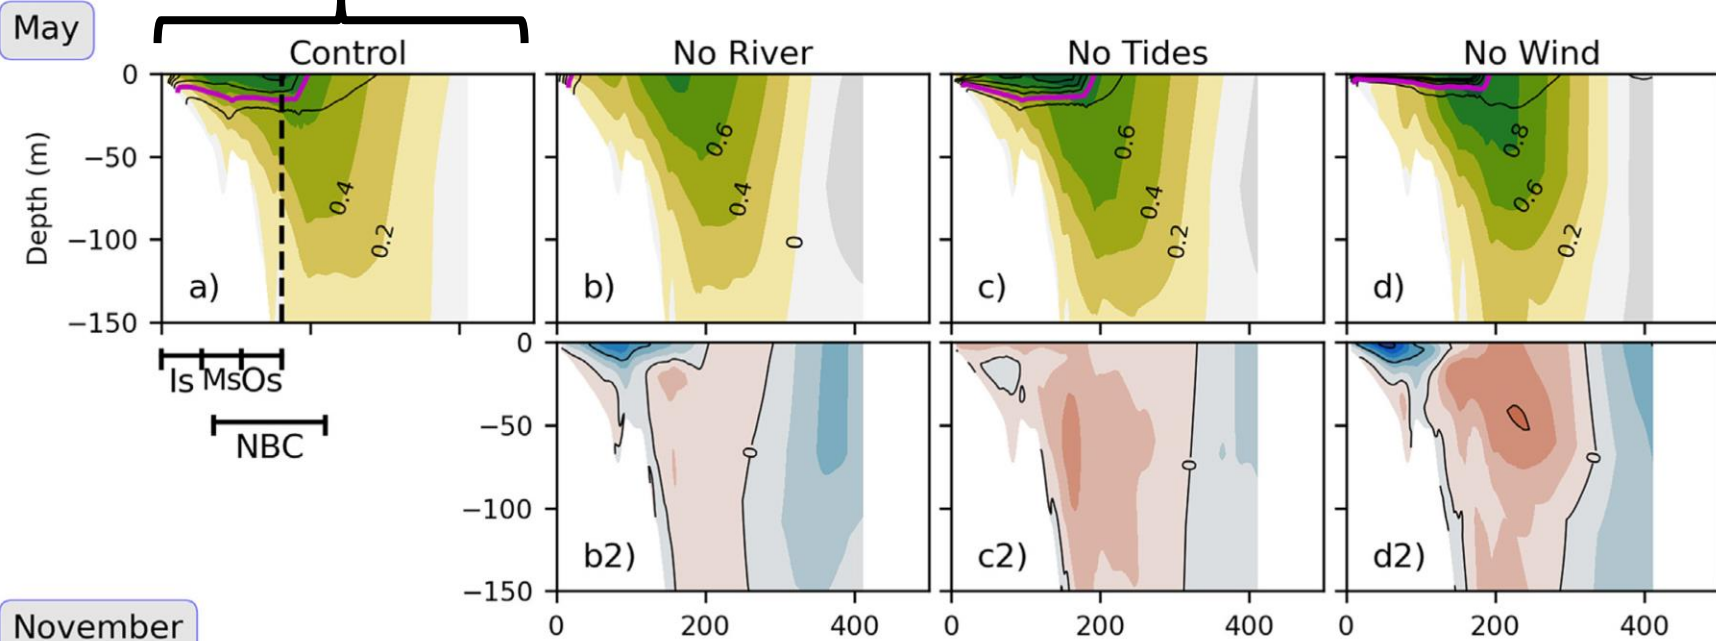 May
Control
No River
No Tides
No Wind
Depth (m)
0
−50
−100
−150
0.4
0.2
a)
0.6
0.4
0
b)
0.6
0.4
0.2
c)
0.8
0.6
0.2
d)
Is Ms Os
NBC
0
−50
−100
−150
0
b2)
0
c2)
0
d2)
0 200 400
0 200 400
0 200 400
November